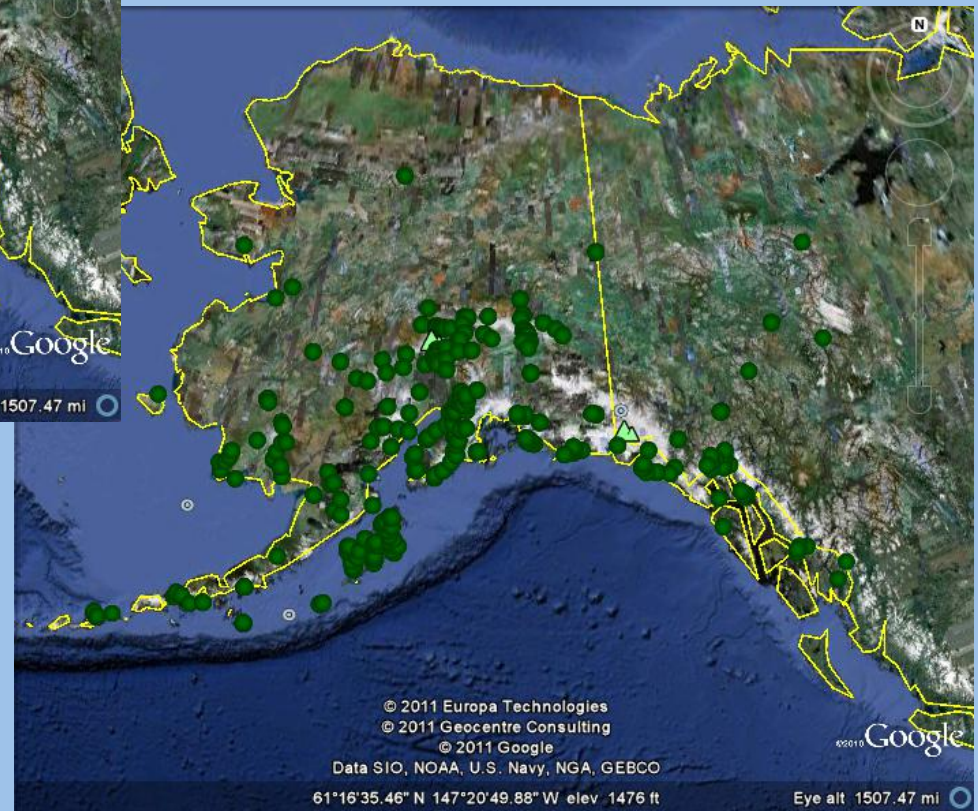 N
Google
1507.47 mi
© 2011 Europa Technologies
© 2011 Geocentre Consulting
© 2011 Google
Data SIO, NOAA, U.S. Navy, NGA, GEBCO
©2010 Google
61°16'35.46" N 147°20'49.88" W elev 1476 ft
Eye alt 1507.47 mi